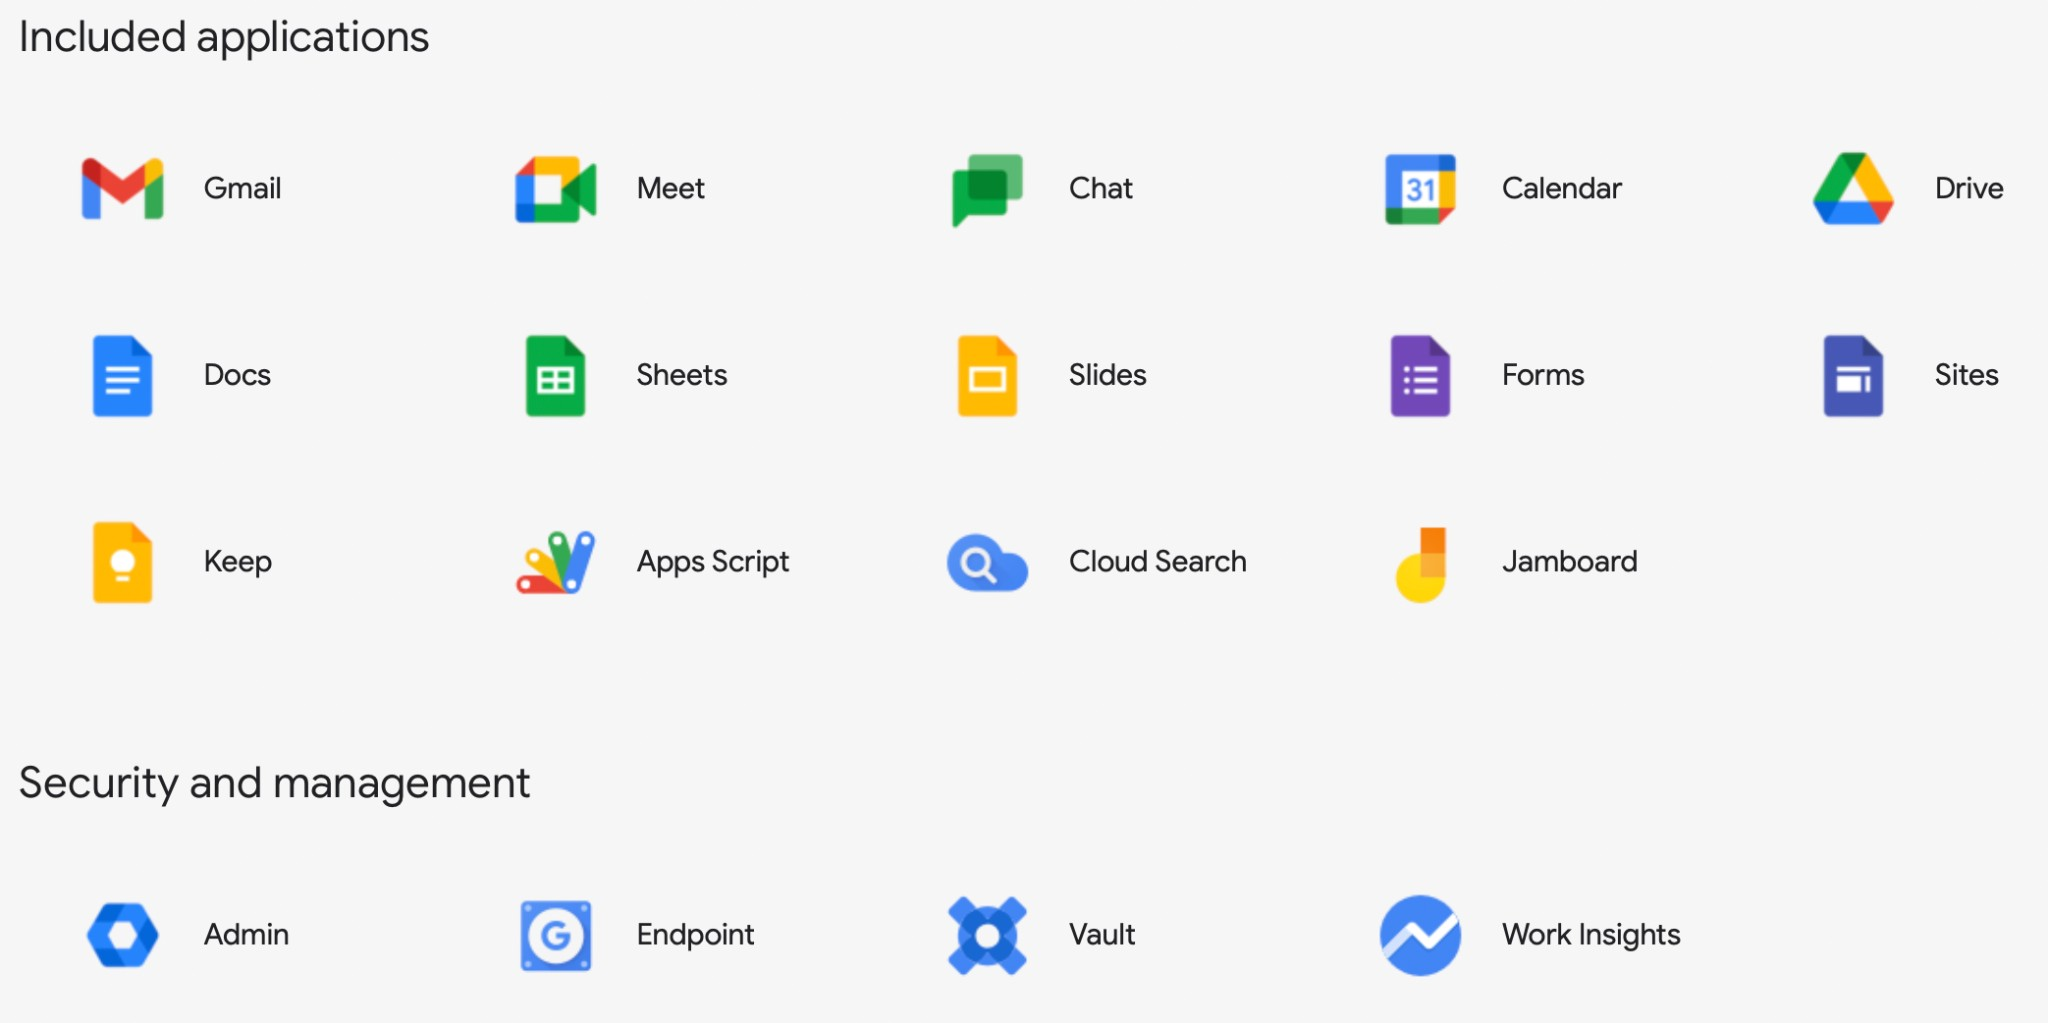 Included applications
Gmail
Meet
Chat
31
Calendar
Drive
Docs
Sheets
Slides
Forms
Sites
Keep
Apps Script
Cloud Search
Jamboard
Security and management
Admin
G
Endpoint
Vault
Work Insights